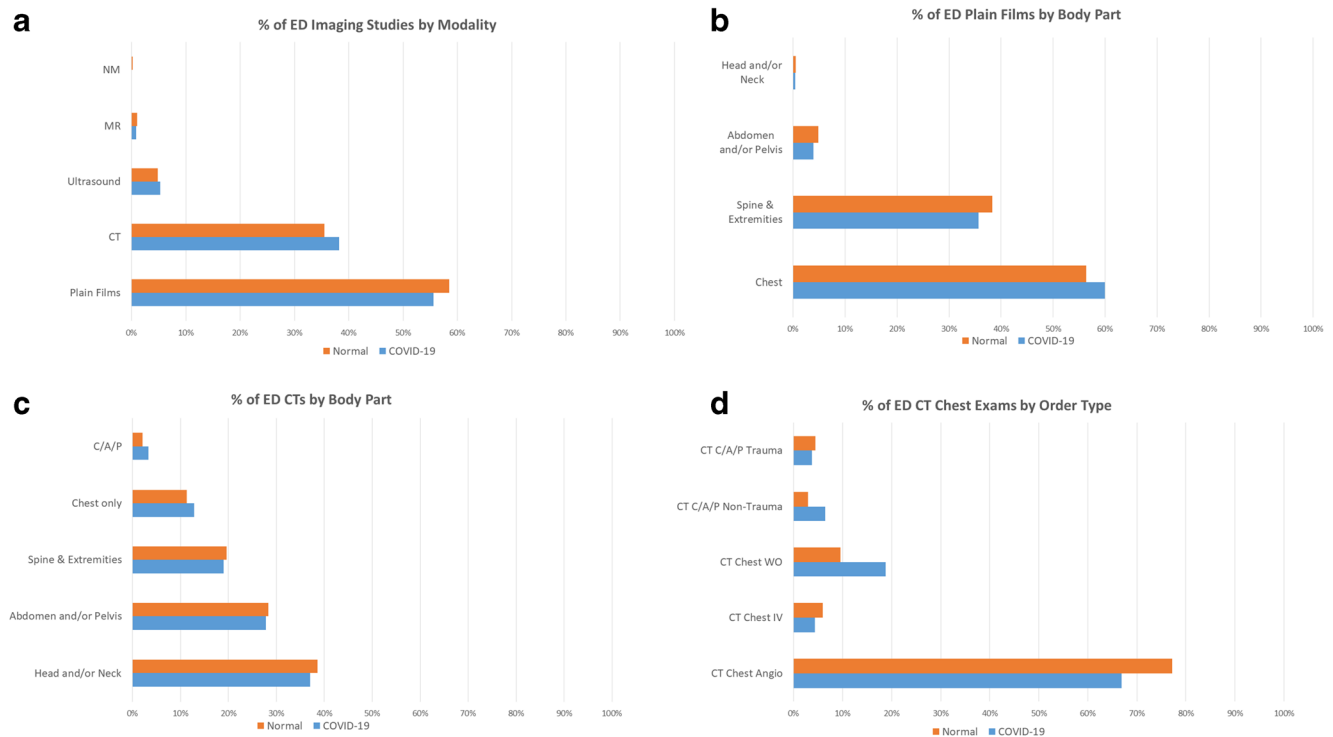 a
% of ED Imaging Studies by Modality
NM
MR
Ultrasound
CT
Plain Films
0% 10% 20% 30% 40% 50% 60% 70% 80% 90% 100%
Normal COVID-19
b
% of ED Plain Films by Body Part
Head and/or
Neck
Abdomen
and/or Pelvis
Spine &
Extremities
Chest
0% 10% 20% 30% 40% 50% 60% 70% 80% 90% 100%
Normal COVID-19
c
% of ED CTs by Body Part
C/A/P
Chest only
Spine & Extremities
Abdomen and/or Pelvis
Head and/or Neck
0% 10% 20% 30% 40% 50% 60% 70% 80% 90% 100%
Normal COVID-19
d
% of ED CT Chest Exams by Order Type
CT C/A/P Trauma
CT C/A/P Non-Trauma
CT Chest WO
CT Chest IV
CT Chest Angio
0% 10% 20% 30% 40% 50% 60% 70% 80% 90% 100%
Normal COVID-19